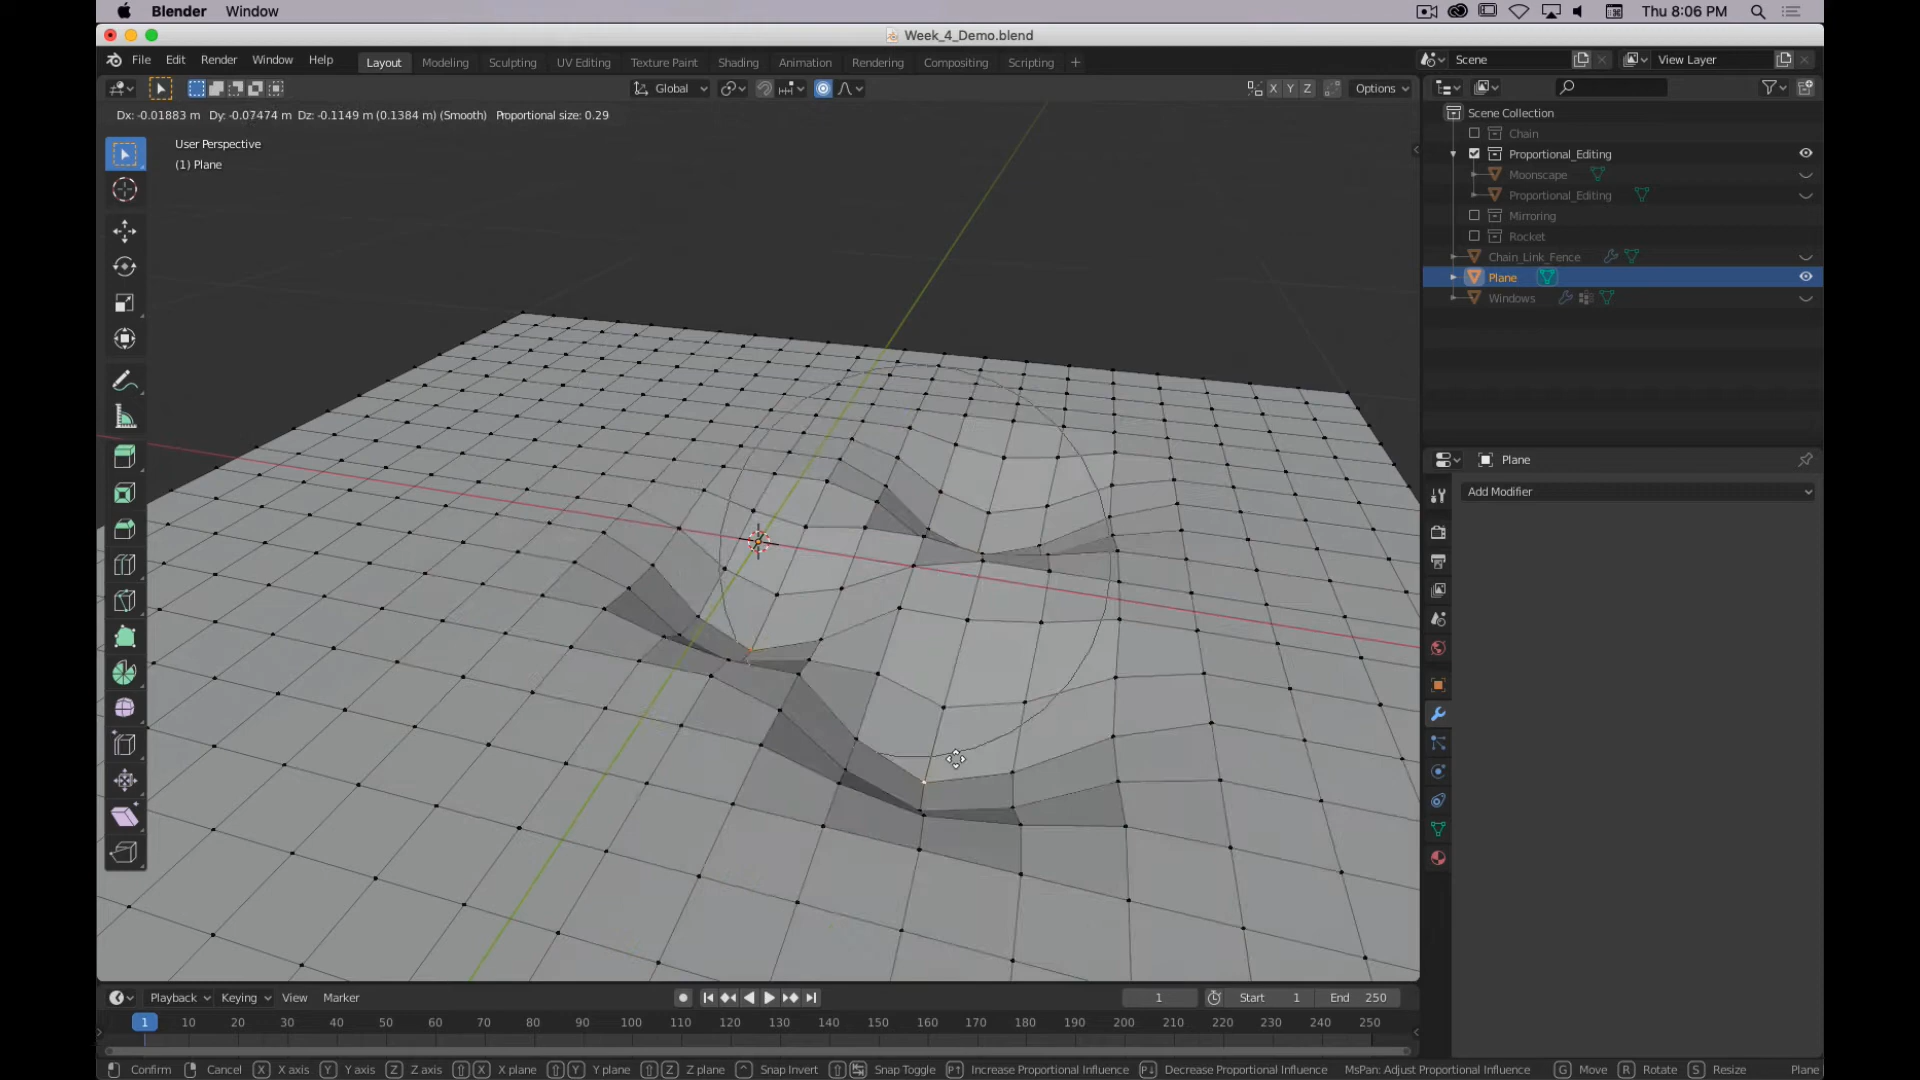 Blender Window Thu 8:06 PM
Week_4_Demo.blend
File Edit Render Window Help Layout Modeling Sculpting UV Editing Texture Paint Shading Animation Rendering Compositing Scripting + Scene View Layer
Global X Y Z Options
Dx: -0.01883 m Dy: -0.07474 m Dz: -0.1149 m (0.1384 m) (Smooth) Proportional size: 0.29
User Perspective
(1) Plane
Scene Collection
Chain
Proportional_Editing
Moonscape
Proportional_Editing
Mirroring
Rocket
Chain_Link_Fence
Plane
Windows
Plane
Add Modifier
Playback Keying View Marker 1 Start 1 End 250
1 10 20 30 40 50 60 70 80 90 100 110 120 130 140 150 160 170 180 190 200 210 220 230 240 250
Confirm Cancel X X axis Y Y axis Z Z axis X X plane Y Y plane Z Z plane Snap Invert Snap Toggle P↑ Increase Proportional Influence P↓ Decrease Proportional Influence MsPan: Adjust Proportional Influence G Move R Rotate S Resize Plane